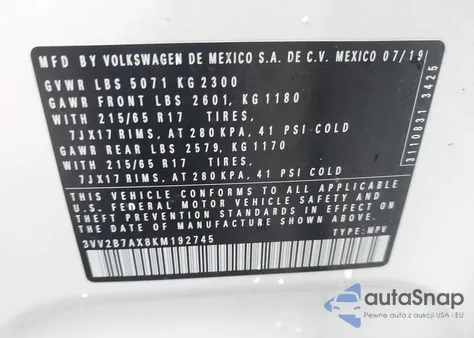 MFD BY VOLKSWAGEN DE MEXICO S.A. DE C.V. MEXICO 07/19
GVWR LBS 5071 KG 2300
GAWR FRONT LBS 2601, KG 1180
WITH 215/65 R17 TIRES,
7JX17 RIMS, AT 280 KPA, 41 PSI COLD
GAWR REAR LBS 2579, KG 1170
WITH 215/65 R17 TIRES,
7JX17 RIMS, AT 280 KPA, 41 PSI COLD
THIS VEHICLE CONFORMS TO ALL APPLICABLE
U.S. FEDERAL MOTOR VEHICLE SAFETY AND
THEFT PREVENTION STANDARDS IN EFFECT ON THE
DATE OF MANUFACTURE SHOWN ABOVE.
3VV2B7AX8KM192745 TYPE: MPV
3110831 3425
autoSnap
Pewne auta z aukcji USA i EU